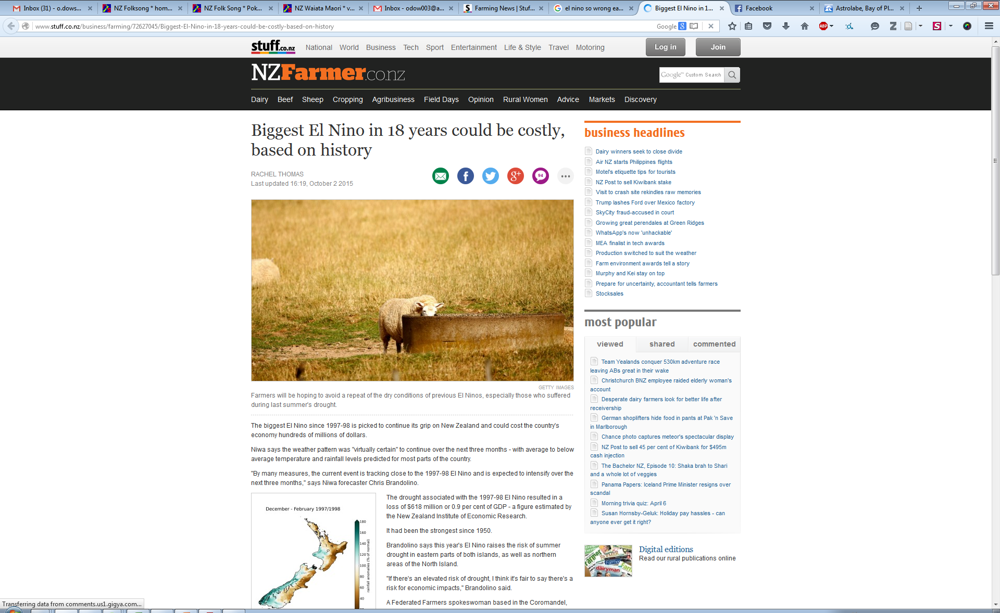 Inbox (31) - o.dows...
NZ Folksong * hom...
NZ Folk Song * Pok...
NZ Waiata Maori * v...
Inbox - odow003@a...
Farming News | Stuf...
el nino so wrong ea...
Biggest El Nino in 1...
Facebook
Astrolabe, Bay of Pl...
www.stuff.co.nz/business/farming/72627045/Biggest-El-Nino-in-18-years-could-be-costly-based-on-history
Google
ABP
stuff.co.nz
National World Business Tech Sport Entertainment Life & Style Travel Motoring
Log in
Join
NZFarmer.co.nz
Google™ Custom Search
Dairy Beef Sheep Cropping Agribusiness Field Days Opinion Rural Women Advice Markets Discovery
Biggest El Nino in 18 years could be costly,
based on history
RACHEL THOMAS
Last updated 16:19, October 2 2015
94
GETTY IMAGES
Farmers will be hoping to avoid a repeat of the dry conditions of previous El Ninos, especially those who suffered
during last summer's drought.
The biggest El Nino since 1997-98 is picked to continue its grip on New Zealand and could cost the country's
economy hundreds of millions of dollars.
Niwa says the weather pattern was "virtually certain" to continue over the next three months - with average to below
average temperature and rainfall levels predicted for most parts of the country.
"By many measures, the current event is tracking close to the 1997-98 El Nino and is expected to intensify over the
next three months," says Niwa forecaster Chris Brandolino.
December - February 1997/1998
180
160
140
120
100
80
60
40
rainfall anomalies (% of normal)
The drought associated with the 1997-98 El Nino resulted in a
loss of $618 million or 0.9 per cent of GDP - a figure estimated by
the New Zealand Institute of Economic Research.
It had been the strongest since 1950.
Brandolino says this year's El Nino raises the risk of summer
drought in eastern parts of both islands, as well as northern
areas of the North Island.
"If there's an elevated risk of drought, I think it's fair to say there's a
risk for economic impacts," Brandolino said.
A Federated Farmers spokeswoman based in the Coromandel,
business headlines
Dairy winners seek to close divide
Air NZ starts Philippines flights
Motel's etiquette tips for tourists
NZ Post to sell Kiwibank stake
Visit to crash site rekindles raw memories
Trump lashes Ford over Mexico factory
SkyCity fraud-accused in court
Growing great perendales at Green Ridges
WhatsApp's now 'unhackable'
MEA finalist in tech awards
Production switched to suit the weather
Farm environment awards tell a story
Murphy and Kei stay on top
Prepare for uncertainty, accountant tells farmers
Stocksales
most popular
viewed shared commented
Team Yealands conquer 530km adventure race
leaving ABs great in their wake
Christchurch BNZ employee raided elderly woman's
account
Desperate dairy farmers look for better life after
receivership
German shoplifters hide food in pants at Pak 'n Save
in Marlborough
Chance photo captures meteor's spectacular display
NZ Post to sell 45 per cent of Kiwibank for $495m
cash injection
The Bachelor NZ, Episode 10: Shaka brah to Shari
and a whole lot of veggies
Panama Papers: Iceland Prime Minister resigns over
scandal
Morning trivia quiz: April 6
Susan Hornsby-Geluk: Holiday pay hassles - can
anyone ever get it right?
Digital editions
Read our rural publications online
Transferring data from comments.us1.gigya.com...